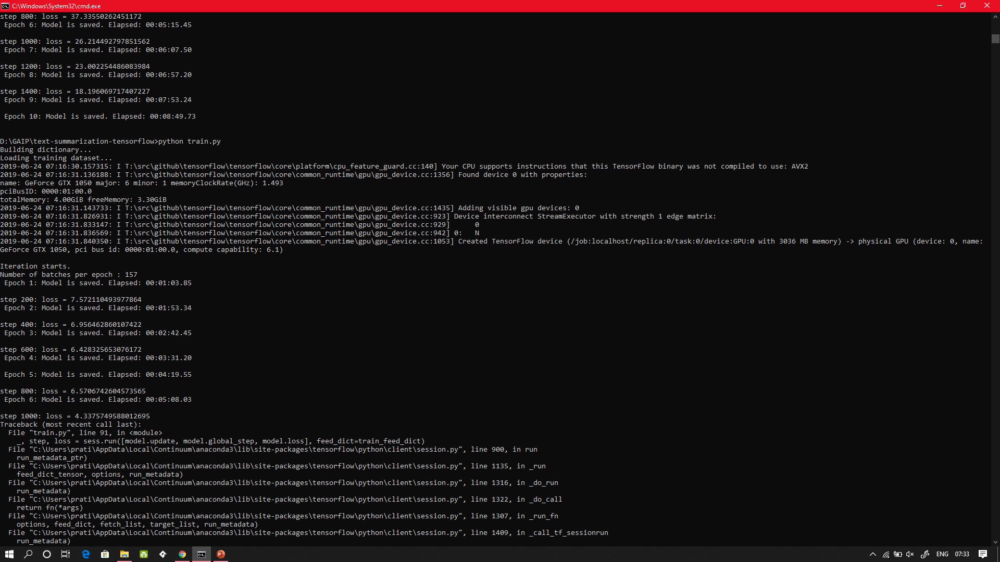 C:\Windows\System32\cmd.exe
step 800: loss = 37.33550262451172
Epoch 6: Model is saved. Elapsed: 00:05:15.45
step 1000: loss = 26.214492797851562
Epoch 7: Model is saved. Elapsed: 00:06:07.50
step 1200: loss = 23.002254486083984
Epoch 8: Model is saved. Elapsed: 00:06:57.20
step 1400: loss = 18.196069717407227
Epoch 9: Model is saved. Elapsed: 00:07:53.24
Epoch 10: Model is saved. Elapsed: 00:08:49.73
D:\GAIP\text-summarization-tensorflow>python train.py
Building dictionary...
Loading training dataset...
2019-06-24 07:16:30.157315: I T:\src\github\tensorflow\tensorflow\core\platform\cpu_feature_guard.cc:140] Your CPU supports instructions that this TensorFlow binary was not compiled to use: AVX2
2019-06-24 07:16:31.136188: I T:\src\github\tensorflow\tensorflow\core\common_runtime\gpu\gpu_device.cc:1356] Found device 0 with properties:
name: GeForce GTX 1050 major: 6 minor: 1 memoryClockRate(GHz): 1.493
pciBusID: 0000:01:00.0
totalMemory: 4.00GiB freeMemory: 3.30GiB
2019-06-24 07:16:31.143733: I T:\src\github\tensorflow\tensorflow\core\common_runtime\gpu\gpu_device.cc:1435] Adding visible gpu devices: 0
2019-06-24 07:16:31.826931: I T:\src\github\tensorflow\tensorflow\core\common_runtime\gpu\gpu_device.cc:923] Device interconnect StreamExecutor with strength 1 edge matrix:
2019-06-24 07:16:31.833147: I T:\src\github\tensorflow\tensorflow\core\common_runtime\gpu\gpu_device.cc:929]      0
2019-06-24 07:16:31.836569: I T:\src\github\tensorflow\tensorflow\core\common_runtime\gpu\gpu_device.cc:942] 0:   N
2019-06-24 07:16:31.840350: I T:\src\github\tensorflow\tensorflow\core\common_runtime\gpu\gpu_device.cc:1053] Created TensorFlow device (/job:localhost/replica:0/task:0/device:GPU:0 with 3036 MB memory) -> physical GPU (device: 0, name:
GeForce GTX 1050, pci bus id: 0000:01:00.0, compute capability: 6.1)
Iteration starts.
Number of batches per epoch : 157
Epoch 1: Model is saved. Elapsed: 00:01:03.85
step 200: loss = 7.572110493977864
Epoch 2: Model is saved. Elapsed: 00:01:53.34
step 400: loss = 6.956462860107422
Epoch 3: Model is saved. Elapsed: 00:02:42.45
step 600: loss = 6.428325653076172
Epoch 4: Model is saved. Elapsed: 00:03:31.20
Epoch 5: Model is saved. Elapsed: 00:04:19.55
step 800: loss = 6.5706742604573565
Epoch 6: Model is saved. Elapsed: 00:05:08.03
step 1000: loss = 4.3375749588012695
Traceback (most recent call last):
File "train.py", line 91, in <module>
_, step, loss = sess.run([model.update, model.global_step, model.loss], feed_dict=train_feed_dict)
File "C:\Users\prati\AppData\Local\Continuum\anaconda3\lib\site-packages\tensorflow\python\client\session.py", line 900, in run
run_metadata_ptr)
File "C:\Users\prati\AppData\Local\Continuum\anaconda3\lib\site-packages\tensorflow\python\client\session.py", line 1135, in _run
feed_dict_tensor, options, run_metadata)
File "C:\Users\prati\AppData\Local\Continuum\anaconda3\lib\site-packages\tensorflow\python\client\session.py", line 1316, in _do_run
run_metadata)
File "C:\Users\prati\AppData\Local\Continuum\anaconda3\lib\site-packages\tensorflow\python\client\session.py", line 1322, in _do_call
return fn(*args)
File "C:\Users\prati\AppData\Local\Continuum\anaconda3\lib\site-packages\tensorflow\python\client\session.py", line 1307, in _run_fn
options, feed_dict, fetch_list, target_list, run_metadata)
File "C:\Users\prati\AppData\Local\Continuum\anaconda3\lib\site-packages\tensorflow\python\client\session.py", line 1409, in _call_tf_sessionrun
run_metadata)
ENG 07:33